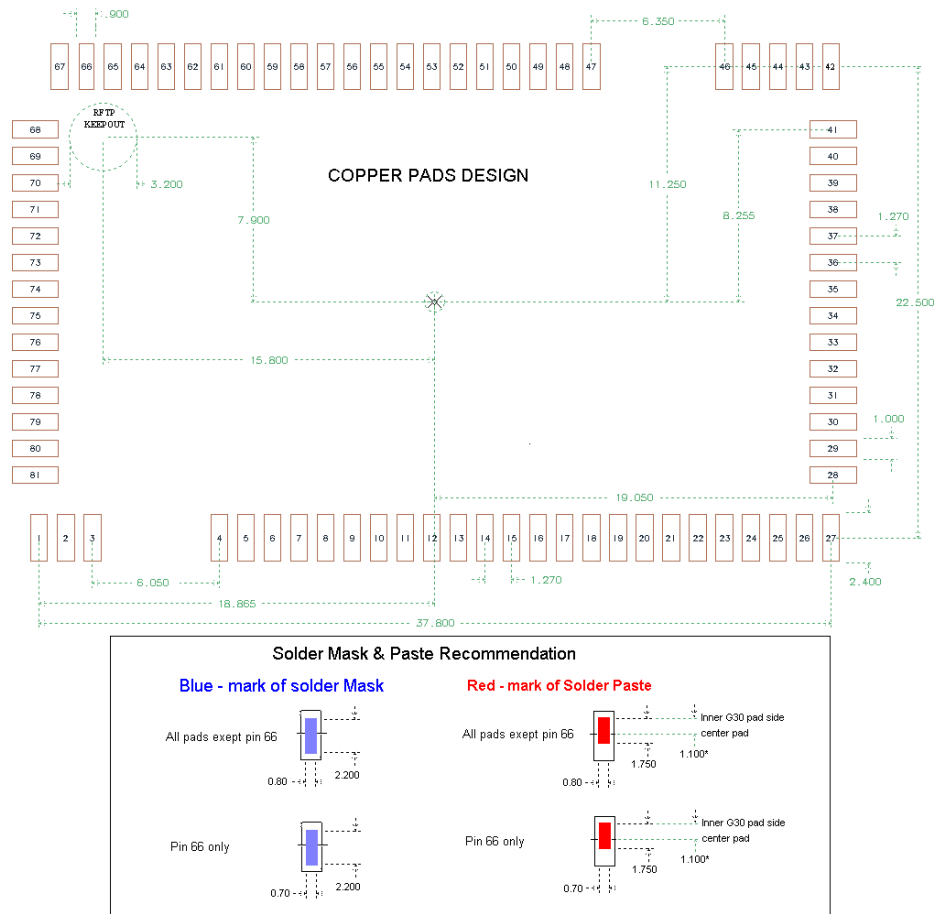 .900
6.350
67 66 65 64 63 62 61 60 59 58 57 56 55 54 53 52 51 50 49 48 47 46 45 44 43 42
RFTP
KEEPOUT
68 41
69 40
COPPER PADS DESIGN
70 3.200 11.250 39
71 7.900 8.255 38 1.270
72 37
73 36
74 35 22.500
75 34
76 33
15.800
77 32
78 31
79 30 1.000
80 29
81 28
19.050
1 2 3 4 5 6 7 8 9 10 11 12 13 14 15 16 17 18 19 20 21 22 23 24 25 26 27
6.050 1.270 2.400
18.865
37.800
Solder Mask & Paste Recommendation
Blue - mark of solder Mask Red - mark of Solder Paste
All pads exept pin 66
0.80 2.200
All pads exept pin 66
Inner G30 pad side
center pad
0.80 1.750 1.100*
Pin 66 only
0.70 2.200
Pin 66 only
Inner G30 pad side
center pad
0.70 1.750 1.100*